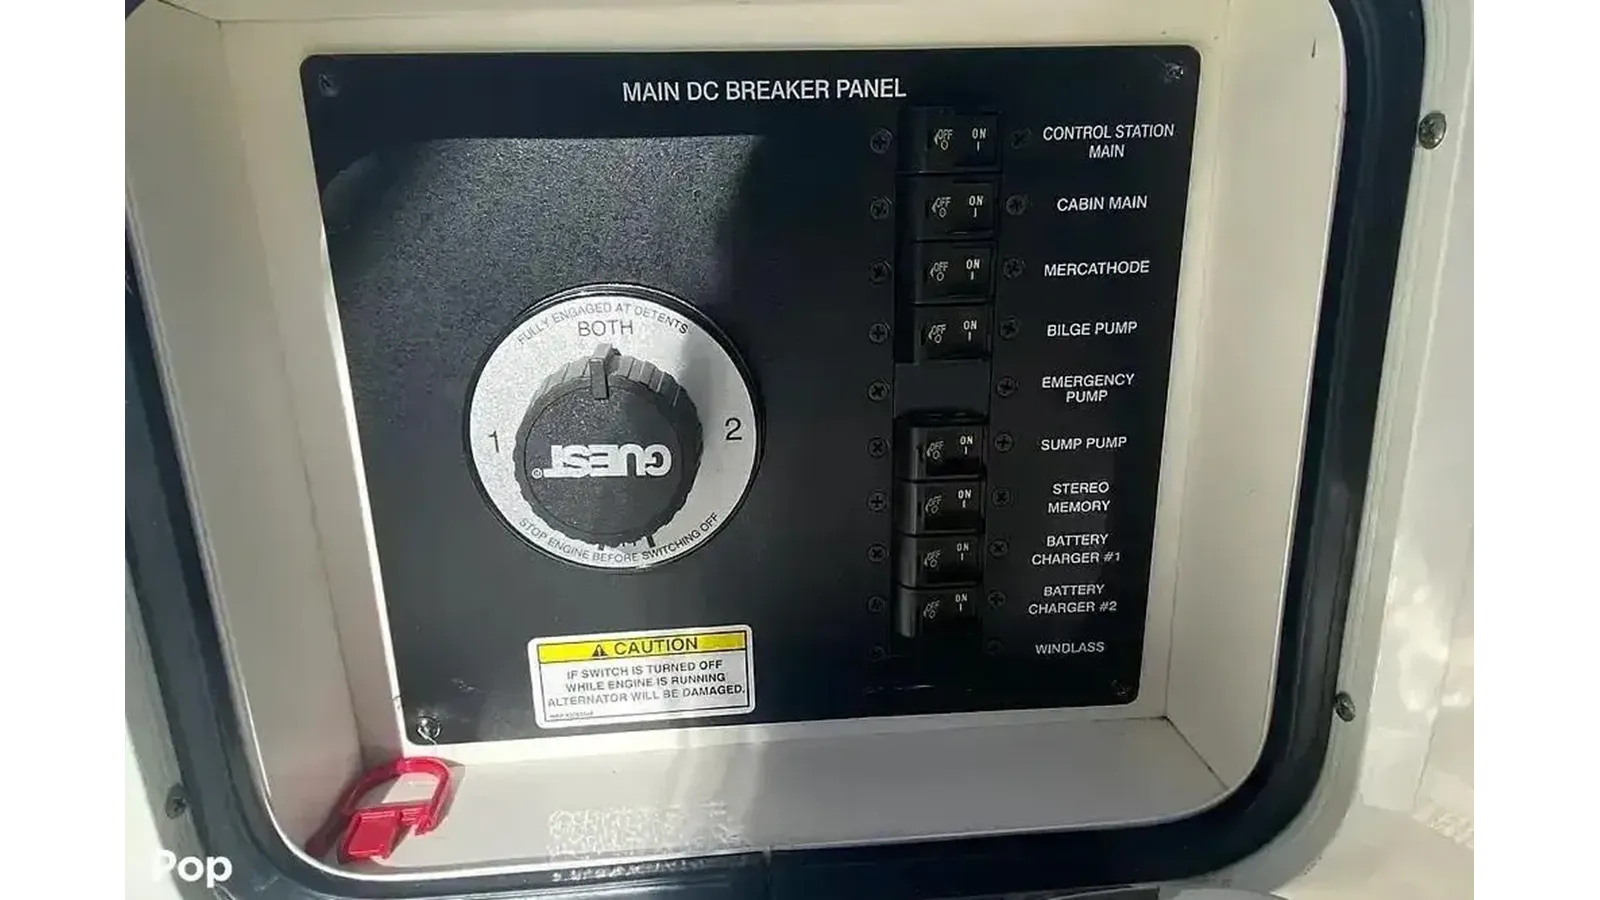 MAIN DC BREAKER PANEL
OFF ON
CONTROL STATION
MAIN
OFF ON
CABIN MAIN
OFF ON
MERCATHODE
OFF ON
BILGE PUMP
EMERGENCY
PUMP
OFF ON
SUMP PUMP
OFF ON
STEREO
MEMORY
OFF ON
BATTERY
CHARGER #1
OFF ON
BATTERY
CHARGER #2
WINDLASS
FULLY ENGAGED AT DETENTS
BOTH
1
2
GUEST®
STOP ENGINE BEFORE SWITCHING OFF
CAUTION
IF SWITCH IS TURNED OFF
WHILE ENGINE IS RUNNING
ALTERNATOR WILL BE DAMAGED.
Pop